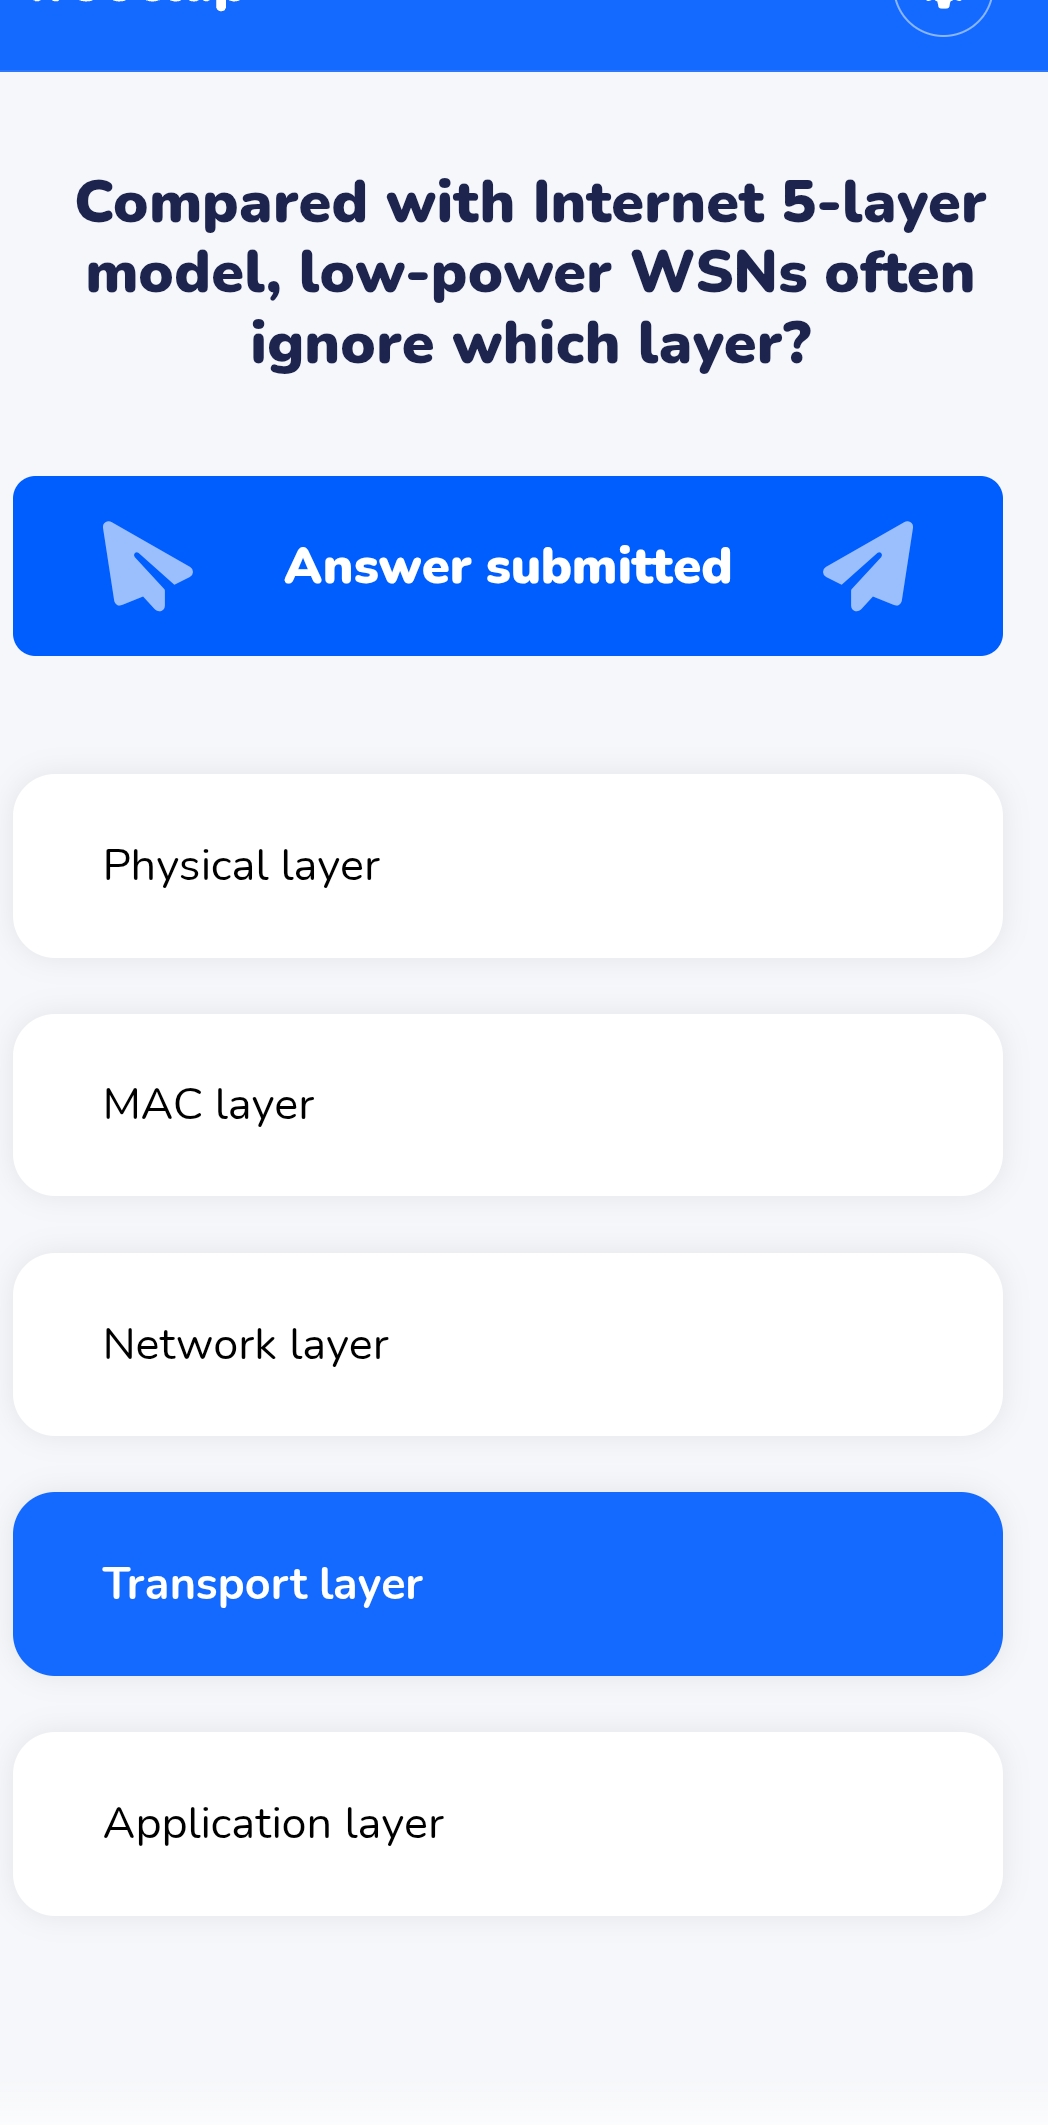 Compared with Internet 5-layer
model, low-power WSNs often
ignore which layer?
Answer submitted
Physical layer
MAC layer
Network layer
Transport layer
Application layer